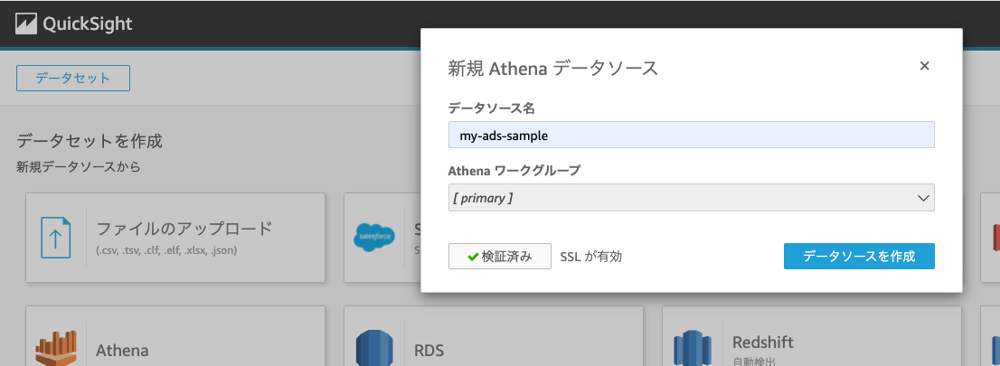 QuickSight
データセット
データセットを作成
新規データソースから
ファイルのアップロード
(.csv, .tsv, .clf, .elf, .xlsx, .json)
salesforce
S
S
Athena
RDS
Redshift
自動検出
新規 Athena データソース
×
データソース名
my-ads-sample
Athena ワークグループ
[ primary ]
検証済み
SSL が有効
データソースを作成